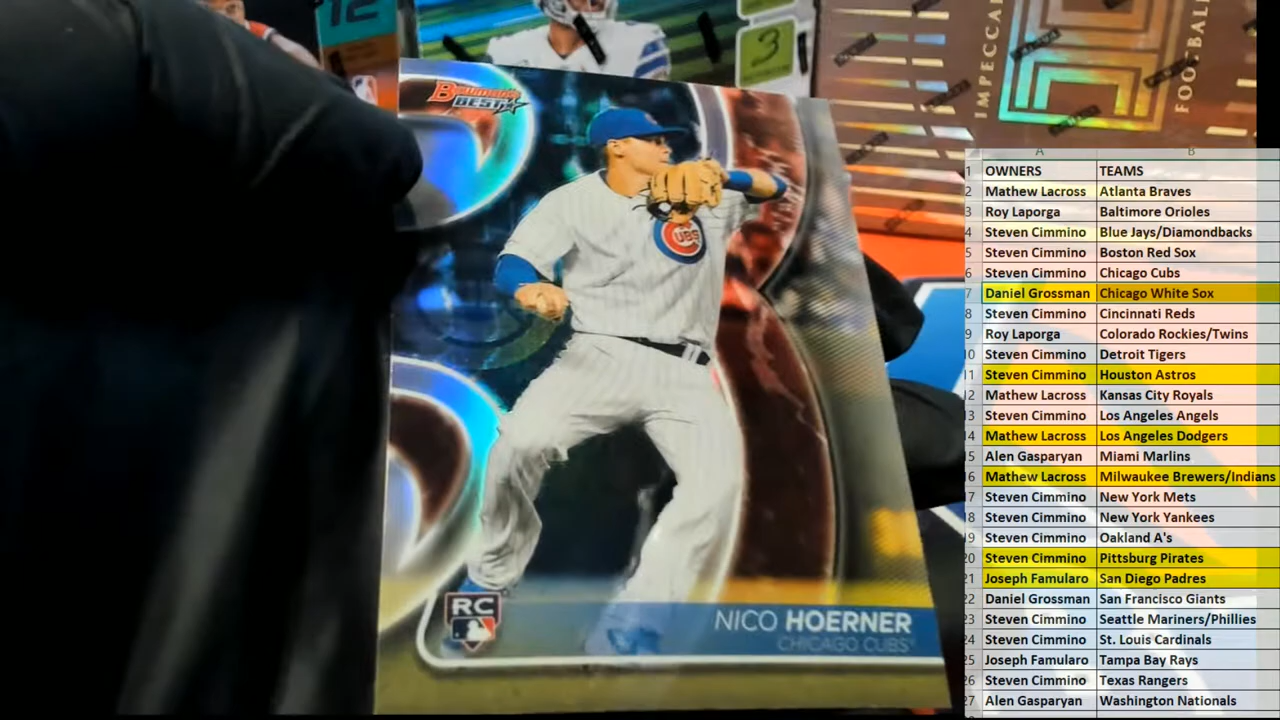 12
3
IMPECCA
FOOTBALL
BOWMAN'S
BEST
CUBS
RC
NICO HOERNER
CHICAGO CUBS
A B
1 OWNERS TEAMS
2 Mathew Lacross Atlanta Braves
3 Roy Laporga Baltimore Orioles
4 Steven Cimmino Blue Jays/Diamondbacks
5 Steven Cimmino Boston Red Sox
6 Steven Cimmino Chicago Cubs
7 Daniel Grossman Chicago White Sox
8 Steven Cimmino Cincinnati Reds
9 Roy Laporga Colorado Rockies/Twins
10 Steven Cimmino Detroit Tigers
11 Steven Cimmino Houston Astros
12 Mathew Lacross Kansas City Royals
13 Steven Cimmino Los Angeles Angels
14 Mathew Lacross Los Angeles Dodgers
15 Alen Gasparyan Miami Marlins
16 Mathew Lacross Milwaukee Brewers/Indians
17 Steven Cimmino New York Mets
18 Steven Cimmino New York Yankees
19 Steven Cimmino Oakland A's
20 Steven Cimmino Pittsburg Pirates
21 Joseph Famularo San Diego Padres
22 Daniel Grossman San Francisco Giants
23 Steven Cimmino Seattle Mariners/Phillies
24 Steven Cimmino St. Louis Cardinals
25 Joseph Famularo Tampa Bay Rays
26 Steven Cimmino Texas Rangers
27 Alen Gasparyan Washington Nationals